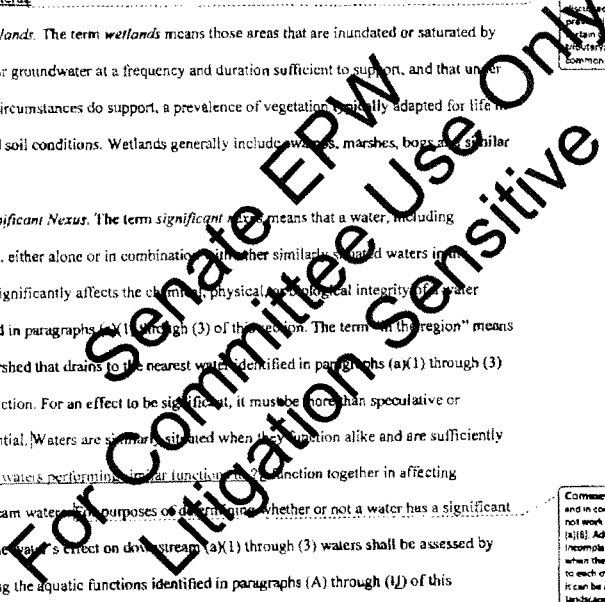 lands. The term wetlands means those areas that are inundated or saturated by
r groundwater at a frequency and duration sufficient to support, and that under
ircumstances do support, a prevalence of vegetation typically adapted for life
soil conditions. Wetlands generally include swamps, marshes, bogs and similar
nificant Nexus. The term significant nexus means that a water, including
either alone or in combination with other similarly situated waters in
ignificantly affects the chemical, physical, or biological integrity of a water
d in paragraphs (a)(1) through (3) of this section. The term "in the region" means
rshed that drains to the nearest water identified in paragraphs (a)(1) through (3)
ction. For an effect to be significant, it must be more than speculative or
ntial. Waters are similarly situated when they function alike and are sufficiently
waters performing similar functions function together in affecting
am waters. purposes of determining whether or not a water has a significant
water's effect on downstream (a)(1) through (3) waters shall be assessed by
ng the aquatic functions identified in paragraphs (A) through of this
Senate EPW
For Committee Use Only
Litigation Sensitive
tributary
common
and in co
not work
(a)(8). Ad
incomple
when the
to each o
it can be
landscape